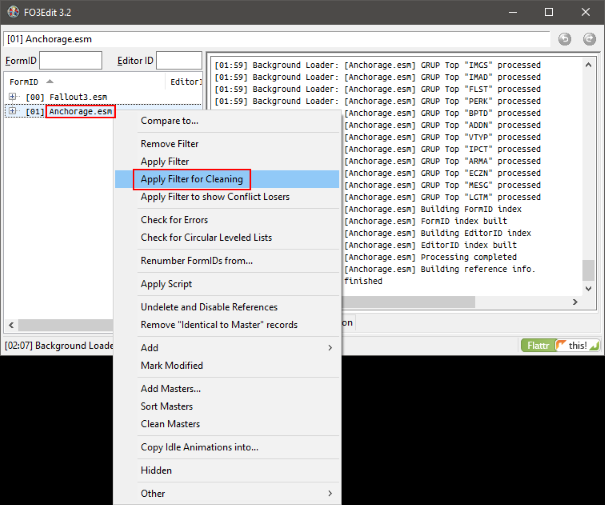 FO3Edit 3.2
[01] Anchorage.esm
FormID
Editor ID
FormID
EditorI
[00] Fallout3.esm
[01] Anchorage.esm
[01:59] Background Loader: [Anchorage.esm] GRUP Top "IMGS" processed
[01:59] Background Loader: [Anchorage.esm] GRUP Top "IMAD" processed
[01:59] Background Loader: [Anchorage.esm] GRUP Top "FLST" processed
[01:59] Background Loader: [Anchorage.esm] GRUP Top "PERK" processed
[Anchorage.esm] GRUP Top "BPTD" processed
[Anchorage.esm] GRUP Top "ADDN" processed
[Anchorage.esm] GRUP Top "VTYP" processed
[Anchorage.esm] GRUP Top "IPCT" processed
[Anchorage.esm] GRUP Top "ARMA" processed
[Anchorage.esm] GRUP Top "ECZN" processed
[Anchorage.esm] GRUP Top "MESG" processed
[Anchorage.esm] GRUP Top "LGTM" processed
[Anchorage.esm] Building FormID index
[Anchorage.esm] FormID index built
[Anchorage.esm] Building EditorID index
[Anchorage.esm] EditorID index built
[Anchorage.esm] Processing completed
[Anchorage.esm] Building reference info.
finished
Compare to...
Remove Filter
Apply Filter
Apply Filter for Cleaning
Apply Filter to show Conflict Losers
Check for Errors
Check for Circular Leveled Lists
Renumber FormIDs from...
Apply Script
Undelete and Disable References
Remove "Identical to Master" records
Add
Mark Modified
Add Masters...
Sort Masters
Clean Masters
Copy Idle Animations into...
Hidden
Other
on
[02:07] Background Loade
Flattr this!